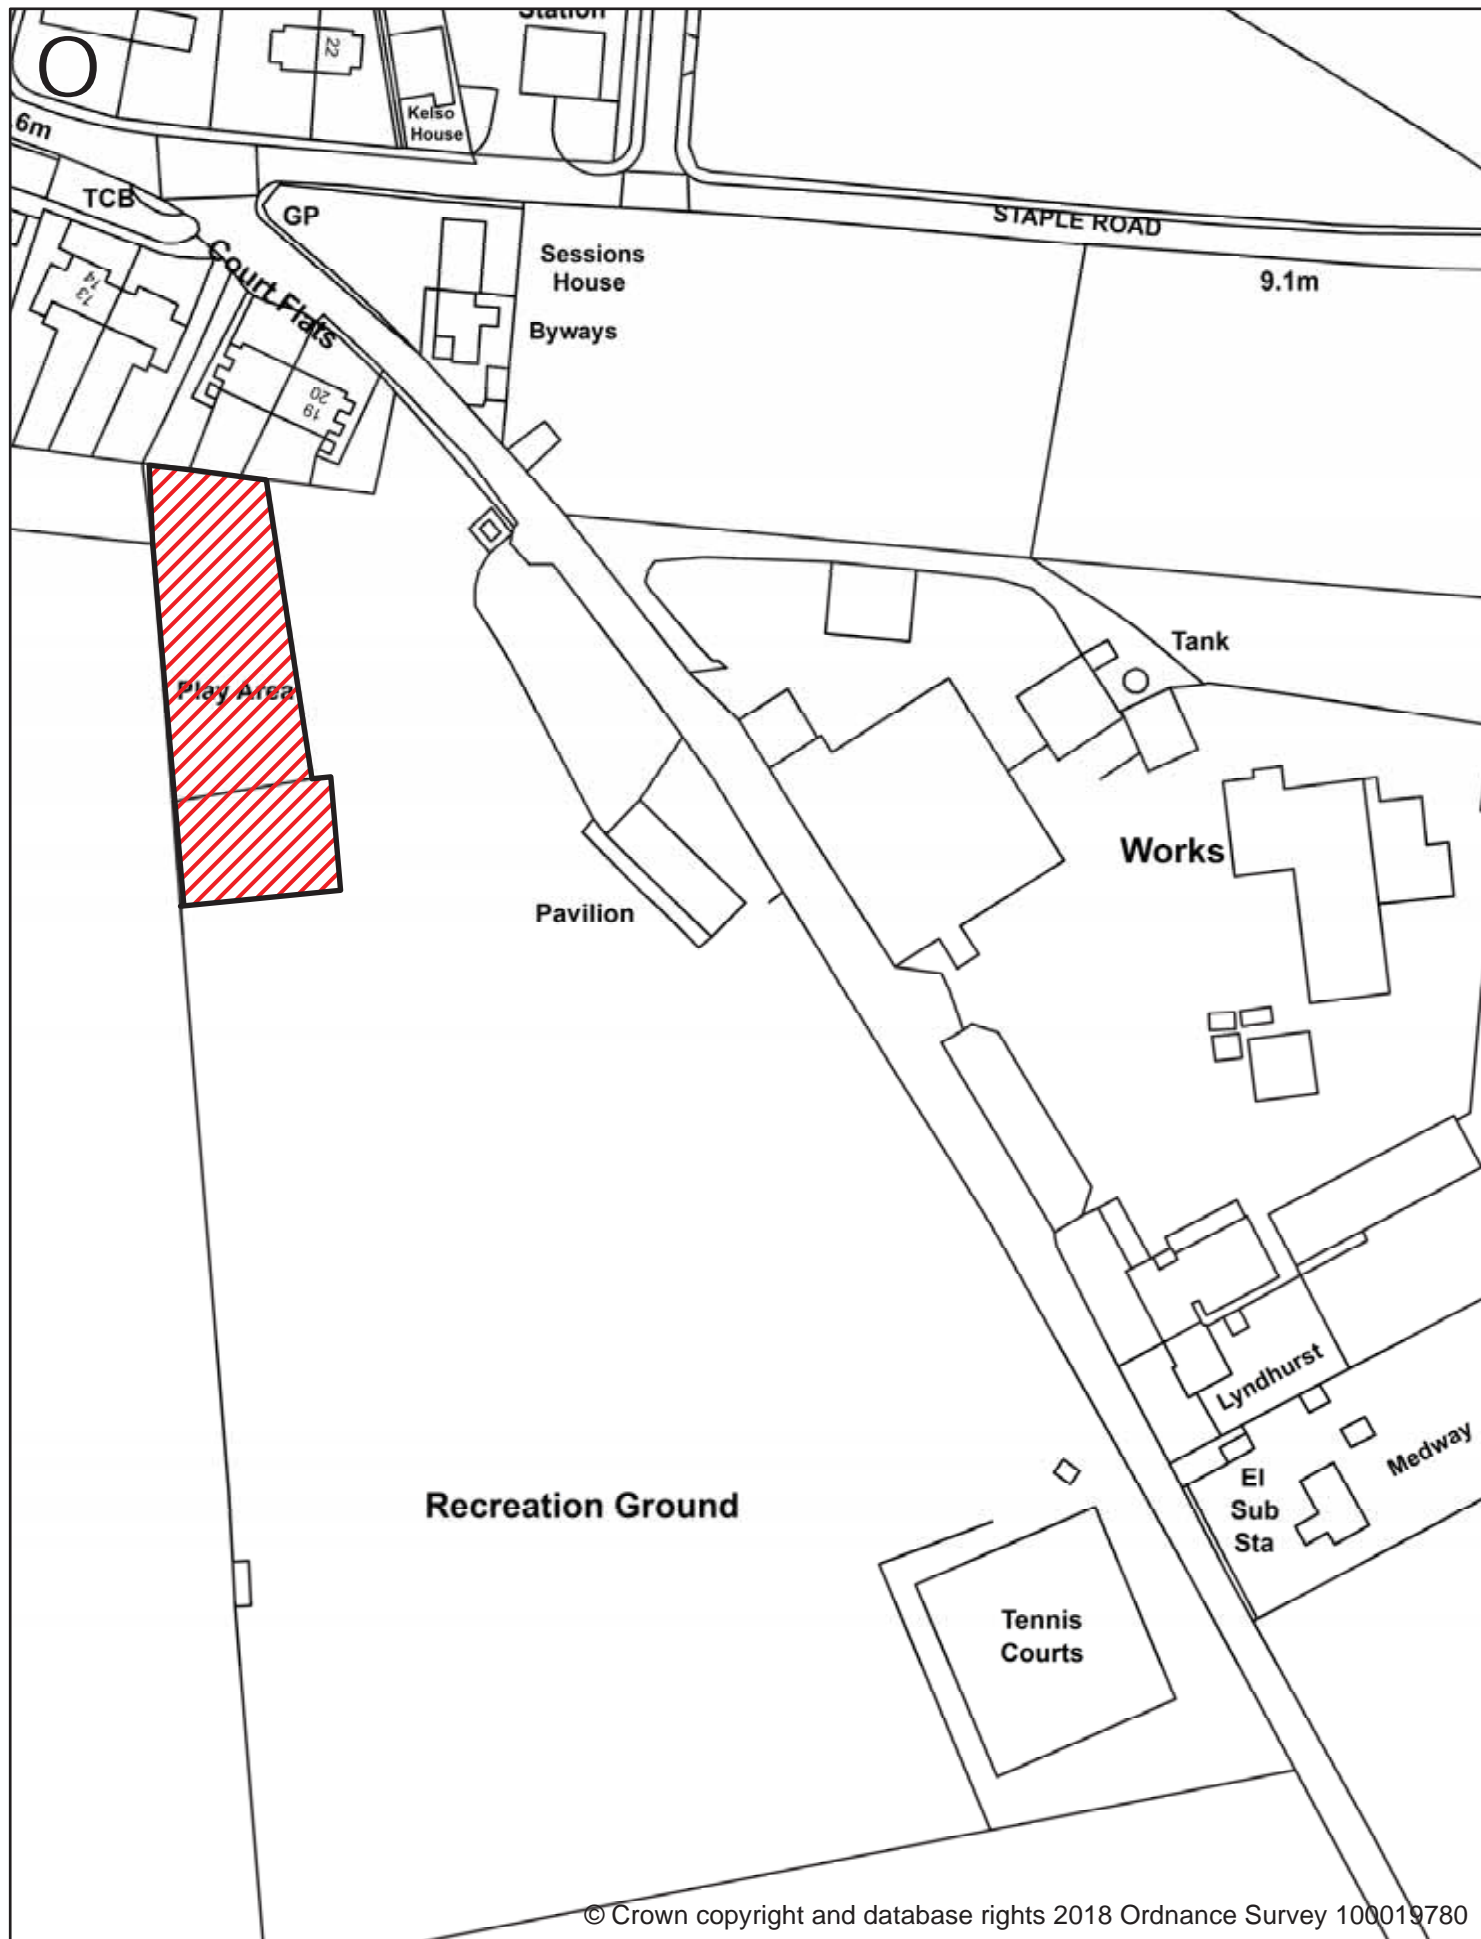 Station
O
22
Kelso
House
.6m
TCB
GP
STAPLE ROAD
Sessions
House
9.1m
Court Flats
Byways
13
14
20
19
Tank
Play Area
Works
Pavilion
Lyndhurst
Medway
El
Sub
Sta
Recreation Ground
Tennis
Courts
© Crown copyright and database rights 2018 Ordnance Survey 100019780